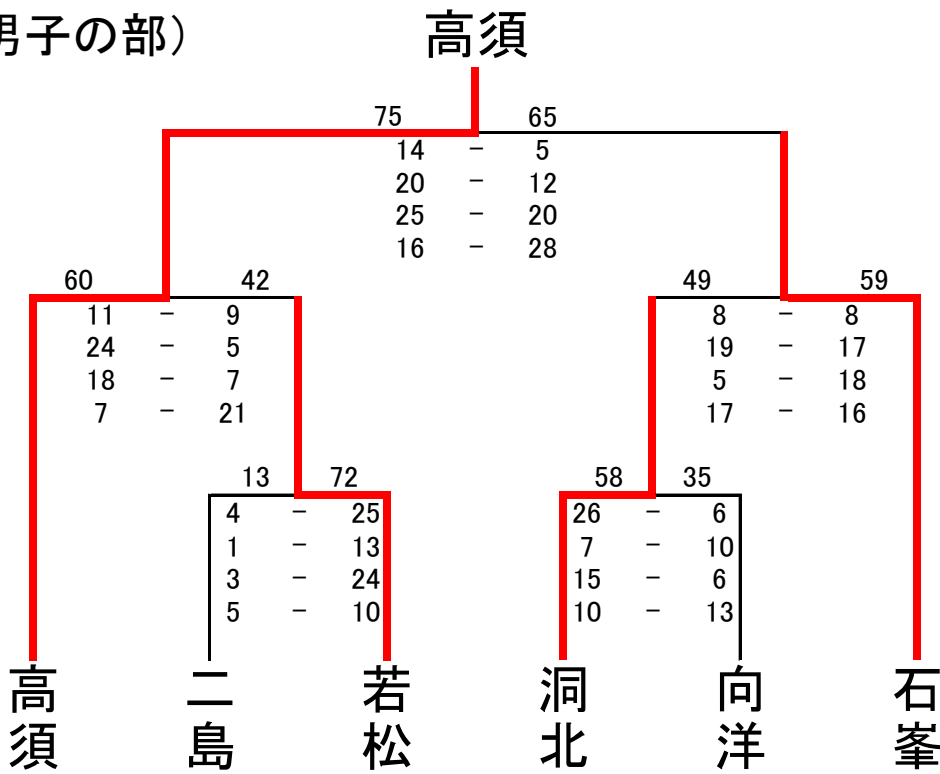 男子の部）
高須
75 65
14 - 5
20 - 12
25 - 20
16 - 28
60 42
11 - 9
24 - 5
18 - 7
7 - 21
49 59
8 - 8
19 - 17
5 - 18
17 - 16
13 72
4 - 25
1 - 13
3 - 24
5 - 10
58 35
26 - 6
7 - 10
15 - 6
10 - 13
高須
二島
若松
洞北
向洋
石峯